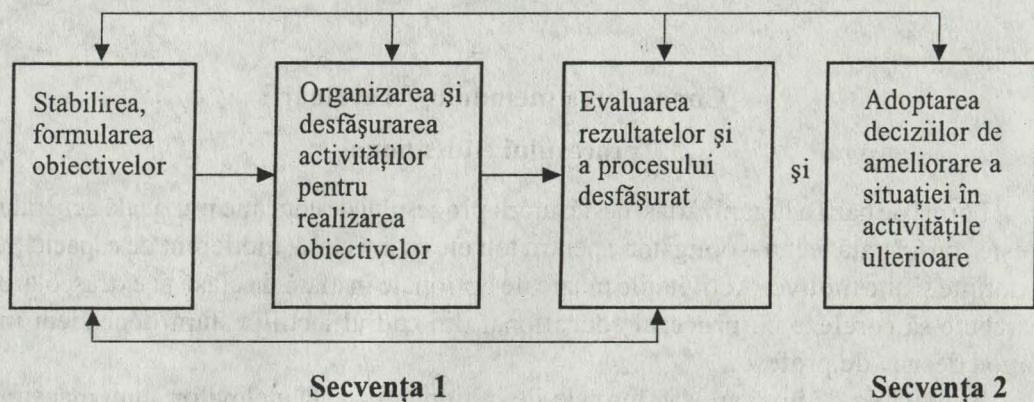 Stabilirea,
formularea
obiectivelor
Organizarea şi
desfăşurarea
activităţilor
pentru
realizarea
obiectivelor
Evaluarea
rezultatelor şi
a procesului
desfăşurat
şi
Adoptarea
deciziilor de
ameliorare a
situaţiei în
activităţile
ulterioare
Secvenţa 1
Secvenţa 2